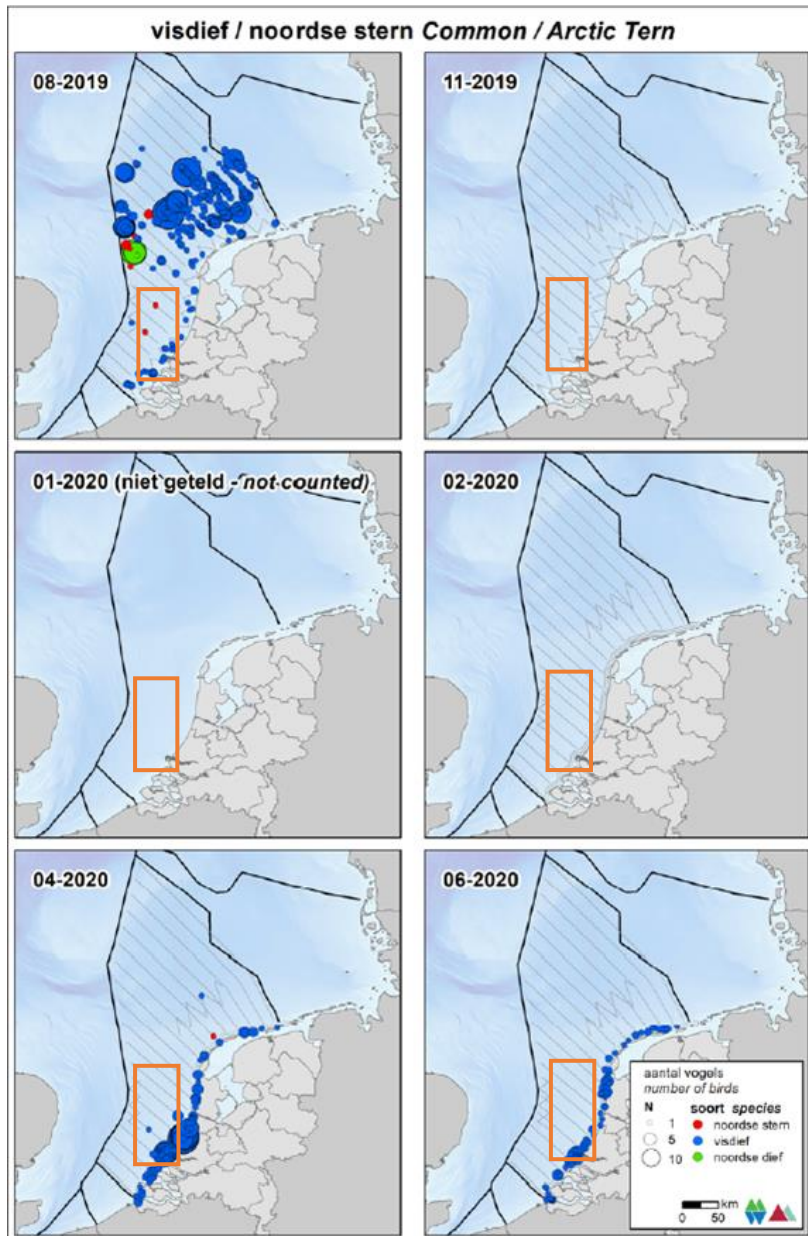 visdief / noordse stern Common / Arctic Tern
08-2019
11-2019
01-2020 (niet geteld - not counted)
02-2020
04-2020
06-2020
aantal vogels
number of birds
N soort species
1 noordse stern
5 visdief
10 noordse dief
km
0 50